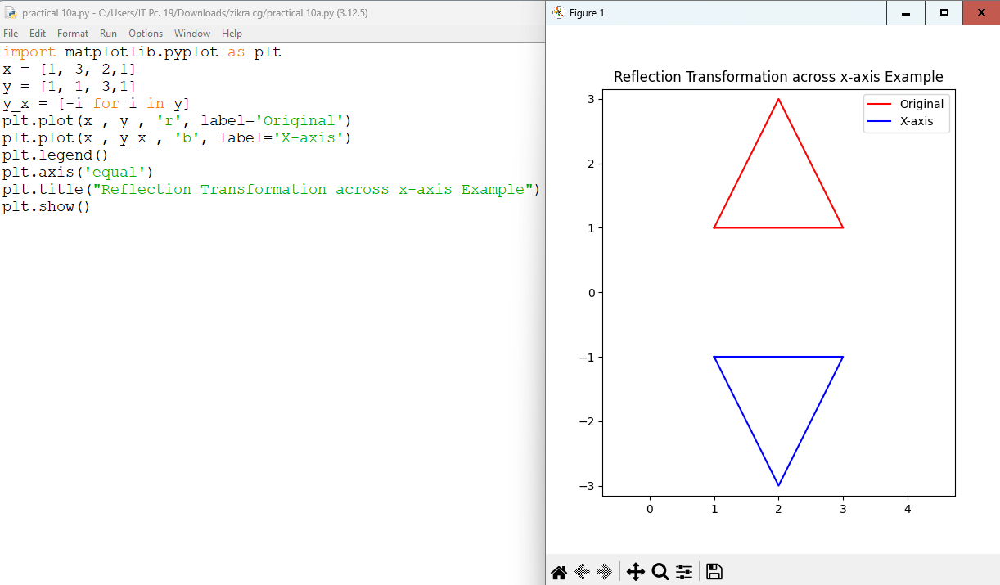 practical 10a.py - C:/Users/IT Pc. 19/Downloads/zikra cg/practical 10a.py (3.12.5)
File Edit Format Run Options Window Help
import matplotlib.pyplot as plt
x = [1, 3, 2,1]
y = [1, 1, 3,1]
y_x = [-i for i in y]
plt.plot(x , y , 'r', label='Original')
plt.plot(x , y_x , 'b', label='X-axis')
plt.legend()
plt.axis('equal')
plt.title("Reflection Transformation across x-axis Example")
plt.show()
Figure 1
Reflection Transformation across x-axis Example
Original
X-axis
3
2
1
0
−1
−2
−3
0 1 2 3 4